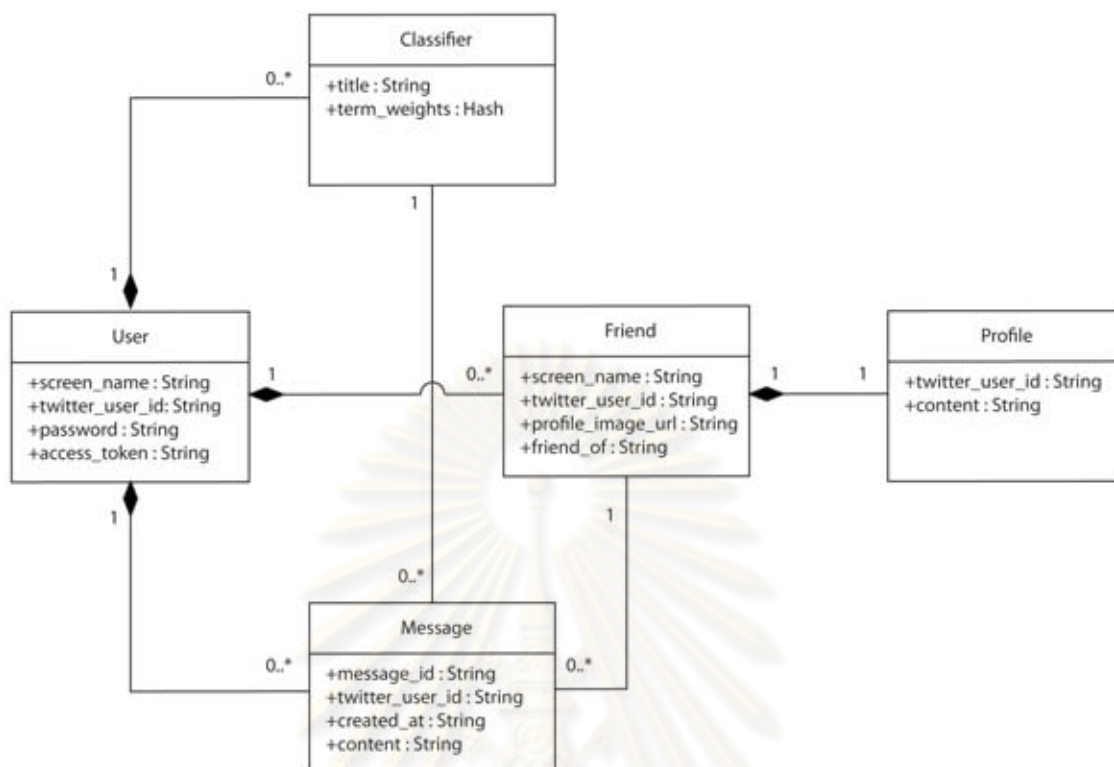 Classifier
+title : String
+term_weights : Hash
0..*
1
1
User
+screen_name : String
+twitter_user_id: String
+password : String
+access_token : String
1
0..*
Friend
+screen_name : String
+twitter_user_id : String
+profile_image_url : String
+friend_of : String
1
1
Profile
+twitter_user_id : String
+content : String
1
1
0..*
Message
+message_id : String
+twitter_user_id : String
+created_at : String
+content : String
0..*
0..*